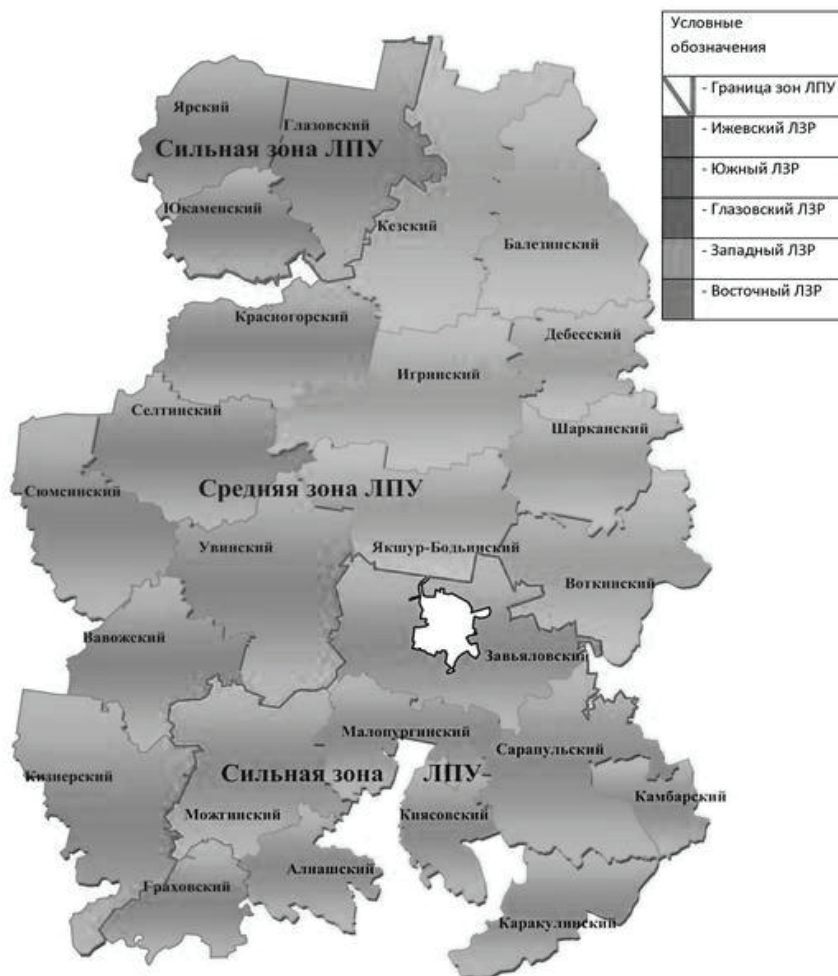 Условные
обозначения
- Граница зон ЛПУ
- Ижевский ЛЗР
- Южный ЛЗР
- Глазовский ЛЗР
- Западный ЛЗР
- Восточный ЛЗР
Ярский
Глазовский
Сильная зона ЛПУ
Юкаменский
Кезский
Балезинский
Красногорский
Дебесский
Игринский
Селтинский
Шарканский
Сюмсинский
Средняя зона ЛПУ
Увинский
Якшур-Бодьинский
Воткинский
Вавожский
Завьяловский
Малопургинский
Сарапульский
Кизнерский
Сильная зона ЛПУ
Камбарский
Можгинский
Киясовский
Граховский
Алнашский
Каракулинский